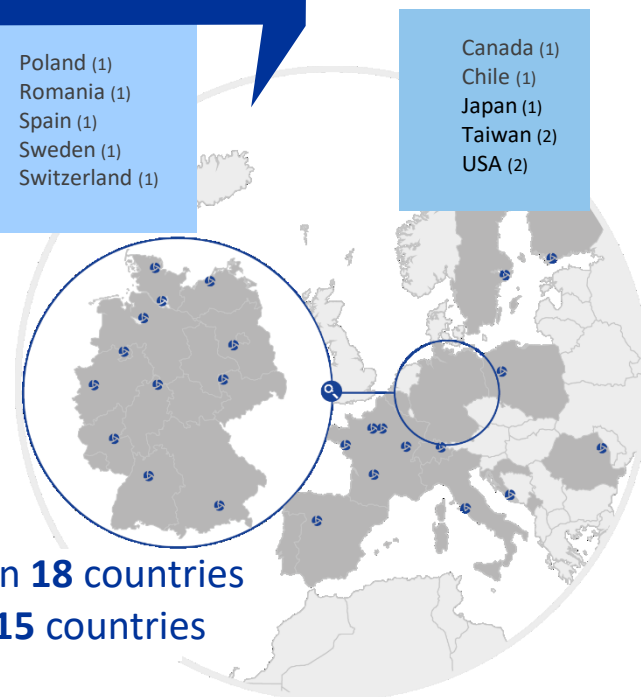 Poland (1)
Romania (1)
Spain (1)
Sweden (1)
Switzerland (1)
Canada (1)
Chile (1)
Japan (1)
Taiwan (2)
USA (2)
18 countries
15 countries